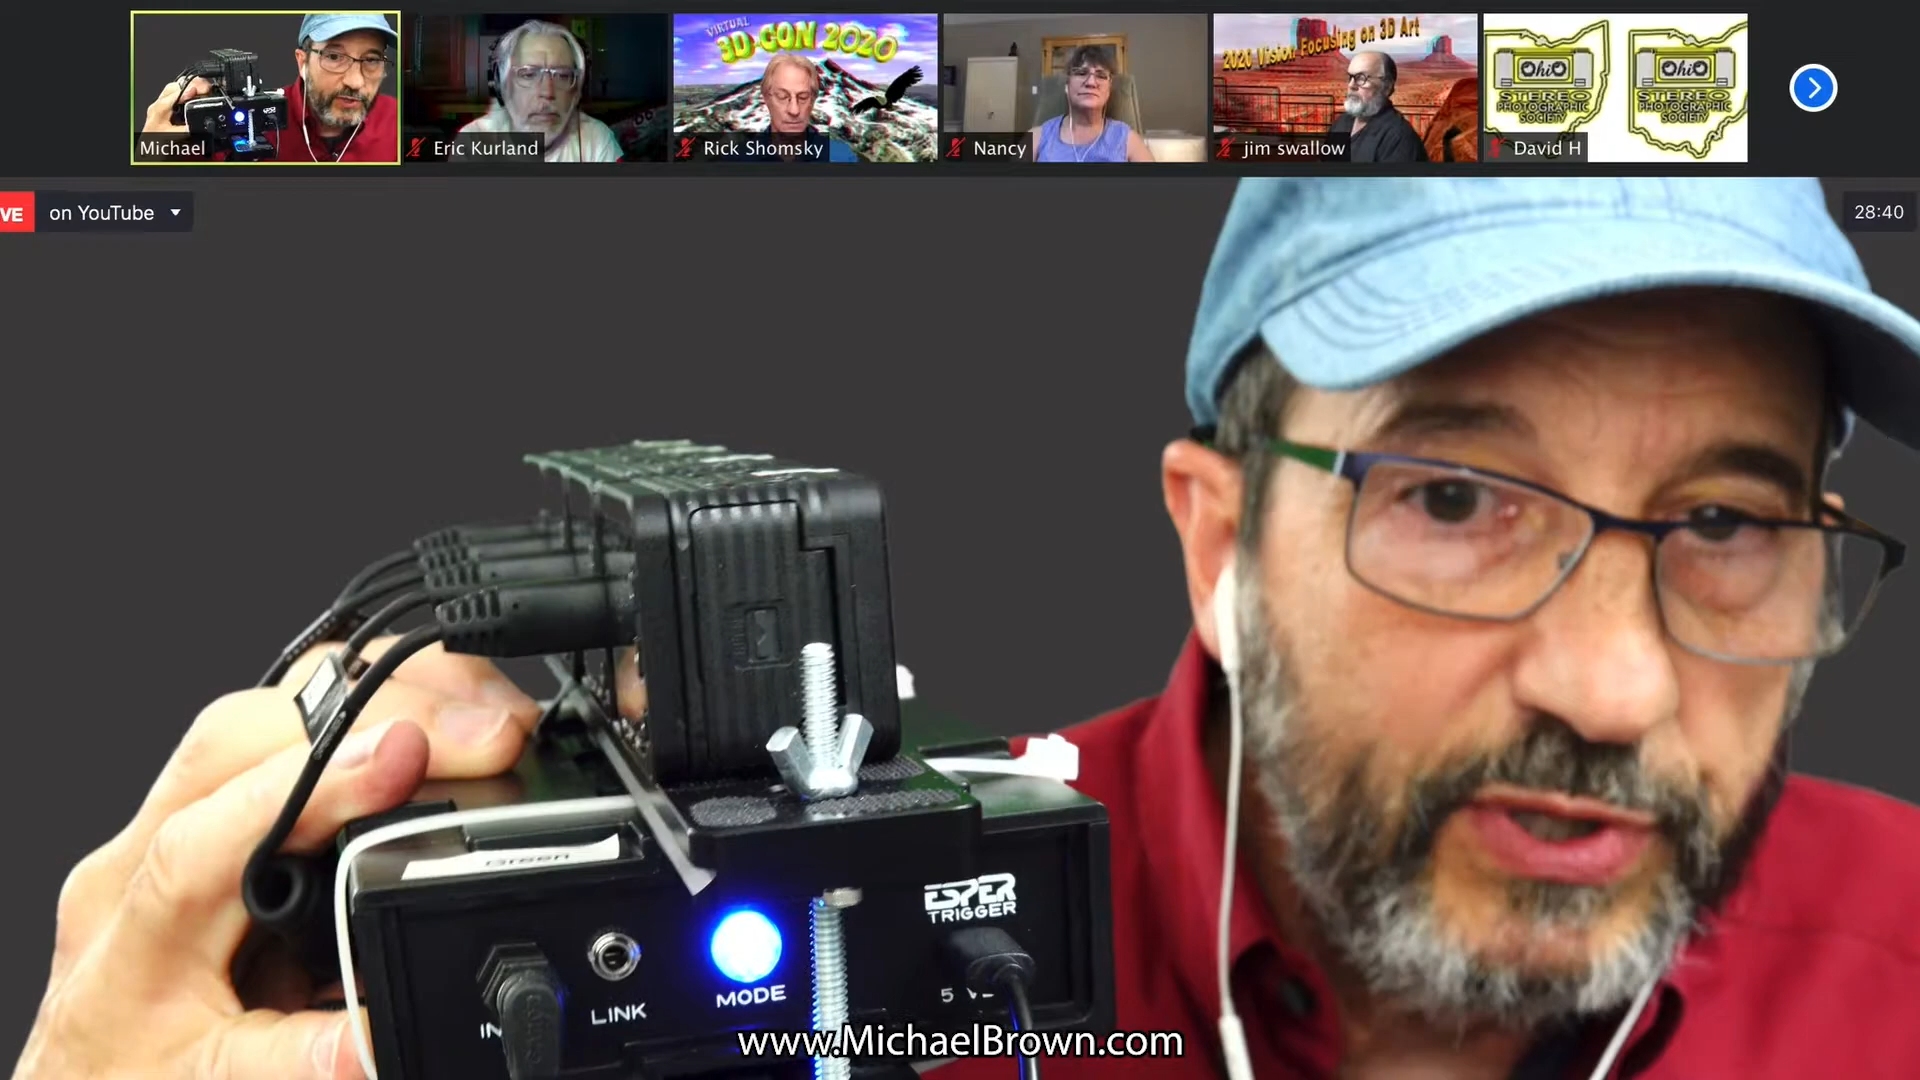 VIRTUAL
3D-CON 2020
2020 Vision Focusing on 3D Art
OhiO
STEREO
PHOTOGRAPHIC
SOCIETY
OhiO
STEREO
PHOTOGRAPHIC
SOCIETY
Michael
Eric Kurland
Rick Shomsky
Nancy
jim swallow
David H
VE
on YouTube
28:40
Green
ESPER
TRIGGER
MODE
LINK
IN
5 V
www.MichaelBrown.com